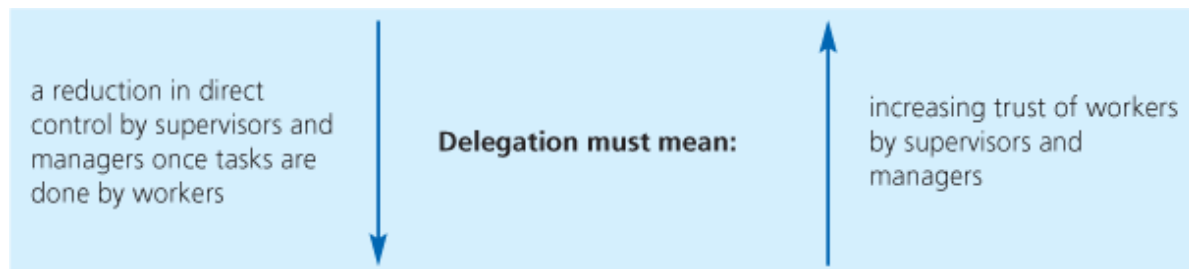 a reduction in direct
control by supervisors and
managers once tasks are
done by workers
Delegation must mean:
increasing trust of workers
by supervisors and
managers